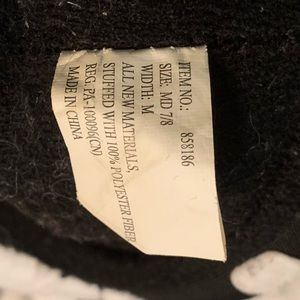 ITEM NO.: 858186
SIZE: MD 7/8
WIDTH: M
ALL NEW MATERIALS,
STUFFED WITH 100% POLYESTER FIBER
REG. PA-100096(CN)
MADE IN CHINA